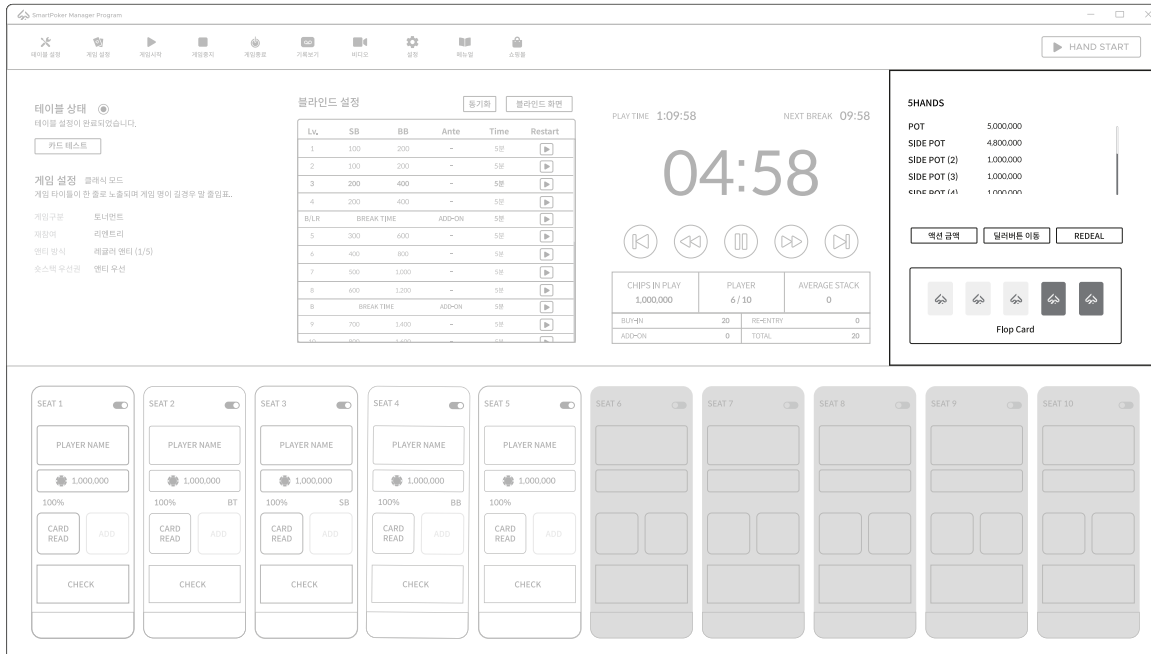 SmartPoker Manager Program
테이블 설정 게임 설정 게임시작 게임중지 게임종료 기록보기 비디오 설정 매뉴얼 쇼핑몰
HAND START
테이블 상태
테이블 설정이 완료되었습니다.
카드 테스트
게임 설정 클래식 모드
게임 타이틀이 한 줄로 노출되며 게임 명이 길경우 말 줄임표..
게임구분 토너먼트
재참여 리엔트리
앤티 방식 레귤러 앤티 (1/5)
숏스택 우선권 앤티 우선
블라인드 설정 동기화 블라인드 화면
Lv. SB BB Ante Time Restart
1 100 200 - 5분
2 100 200 - 5분
3 200 400 - 5분
4 200 400 - 5분
B/LR BREAK TIME ADD-ON 5분
5 300 600 - 5분
6 400 800 - 5분
7 500 1,000 - 5분
8 600 1,200 - 5분
B BREAK TIME ADD-ON 5분
9 700 1,400 - 5분
PLAY TIME 1:09:58 NEXT BREAK 09:58
04:58
CHIPS IN PLAY PLAYER AVERAGE STACK
1,000,000 6 / 10 0
BUY-IN 20 RE-ENTRY 0
ADD-ON 0 TOTAL 20
5HANDS
POT 5,000,000
SIDE POT 4,800,000
SIDE POT (2) 1,000,000
SIDE POT (3) 1,000,000
SIDE POT (4) 1,000,000
액션 금액 딜러버튼 이동 REDEAL
Flop Card
SEAT 1 SEAT 2 SEAT 3 SEAT 4 SEAT 5 SEAT 6 SEAT 7 SEAT 8 SEAT 9 SEAT 10
PLAYER NAME PLAYER NAME PLAYER NAME PLAYER NAME PLAYER NAME
1,000,000 1,000,000 1,000,000 1,000,000 1,000,000
100% 100% BT 100% SB 100% BB 100%
CARD READ ADD CARD READ ADD CARD READ ADD CARD READ ADD CARD READ ADD
CHECK CHECK CHECK CHECK CHECK